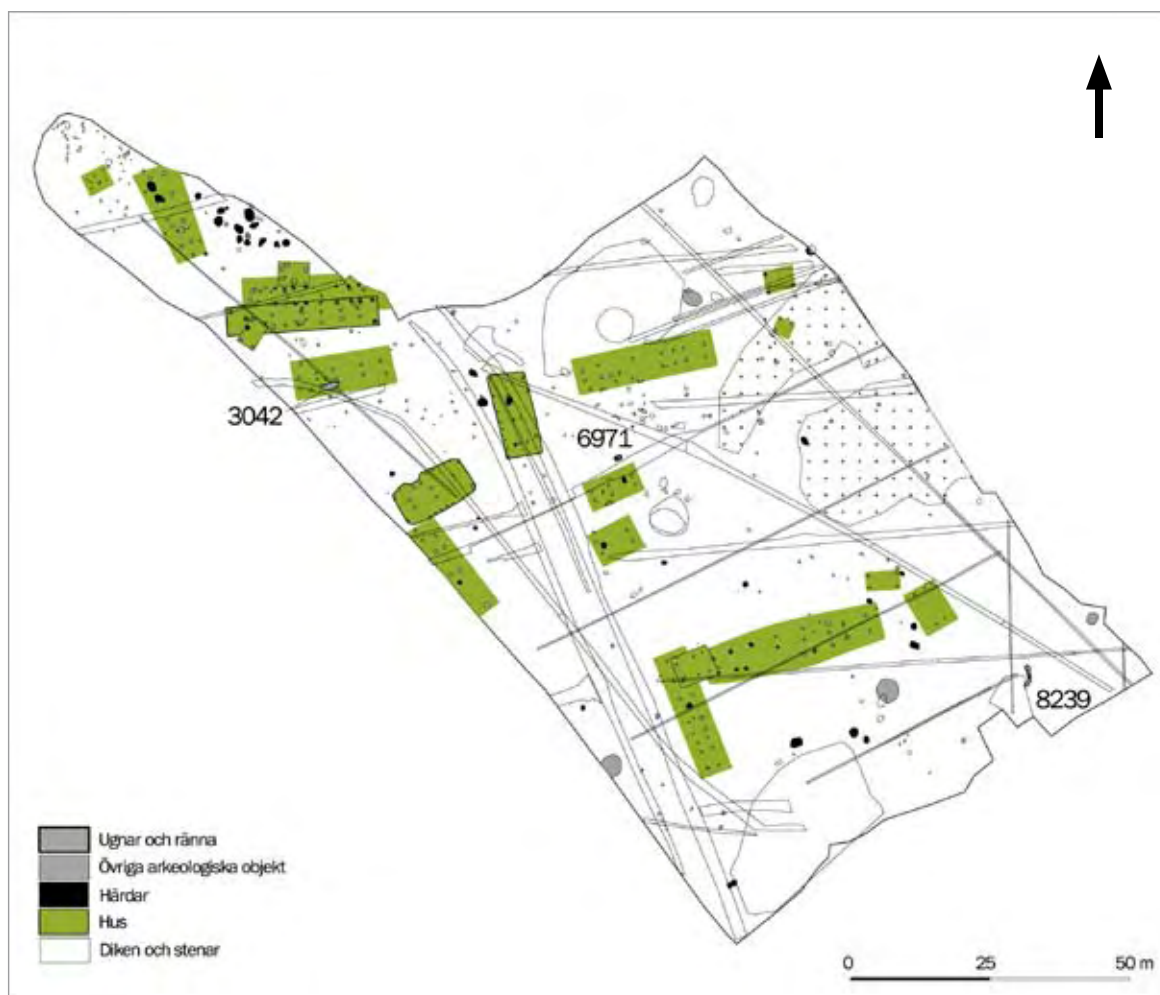 3042
6971
8239
Ugnar och ränna
Övriga arkeologiska objekt
Härdar
Hus
Diken och stenar
0 25 50 m